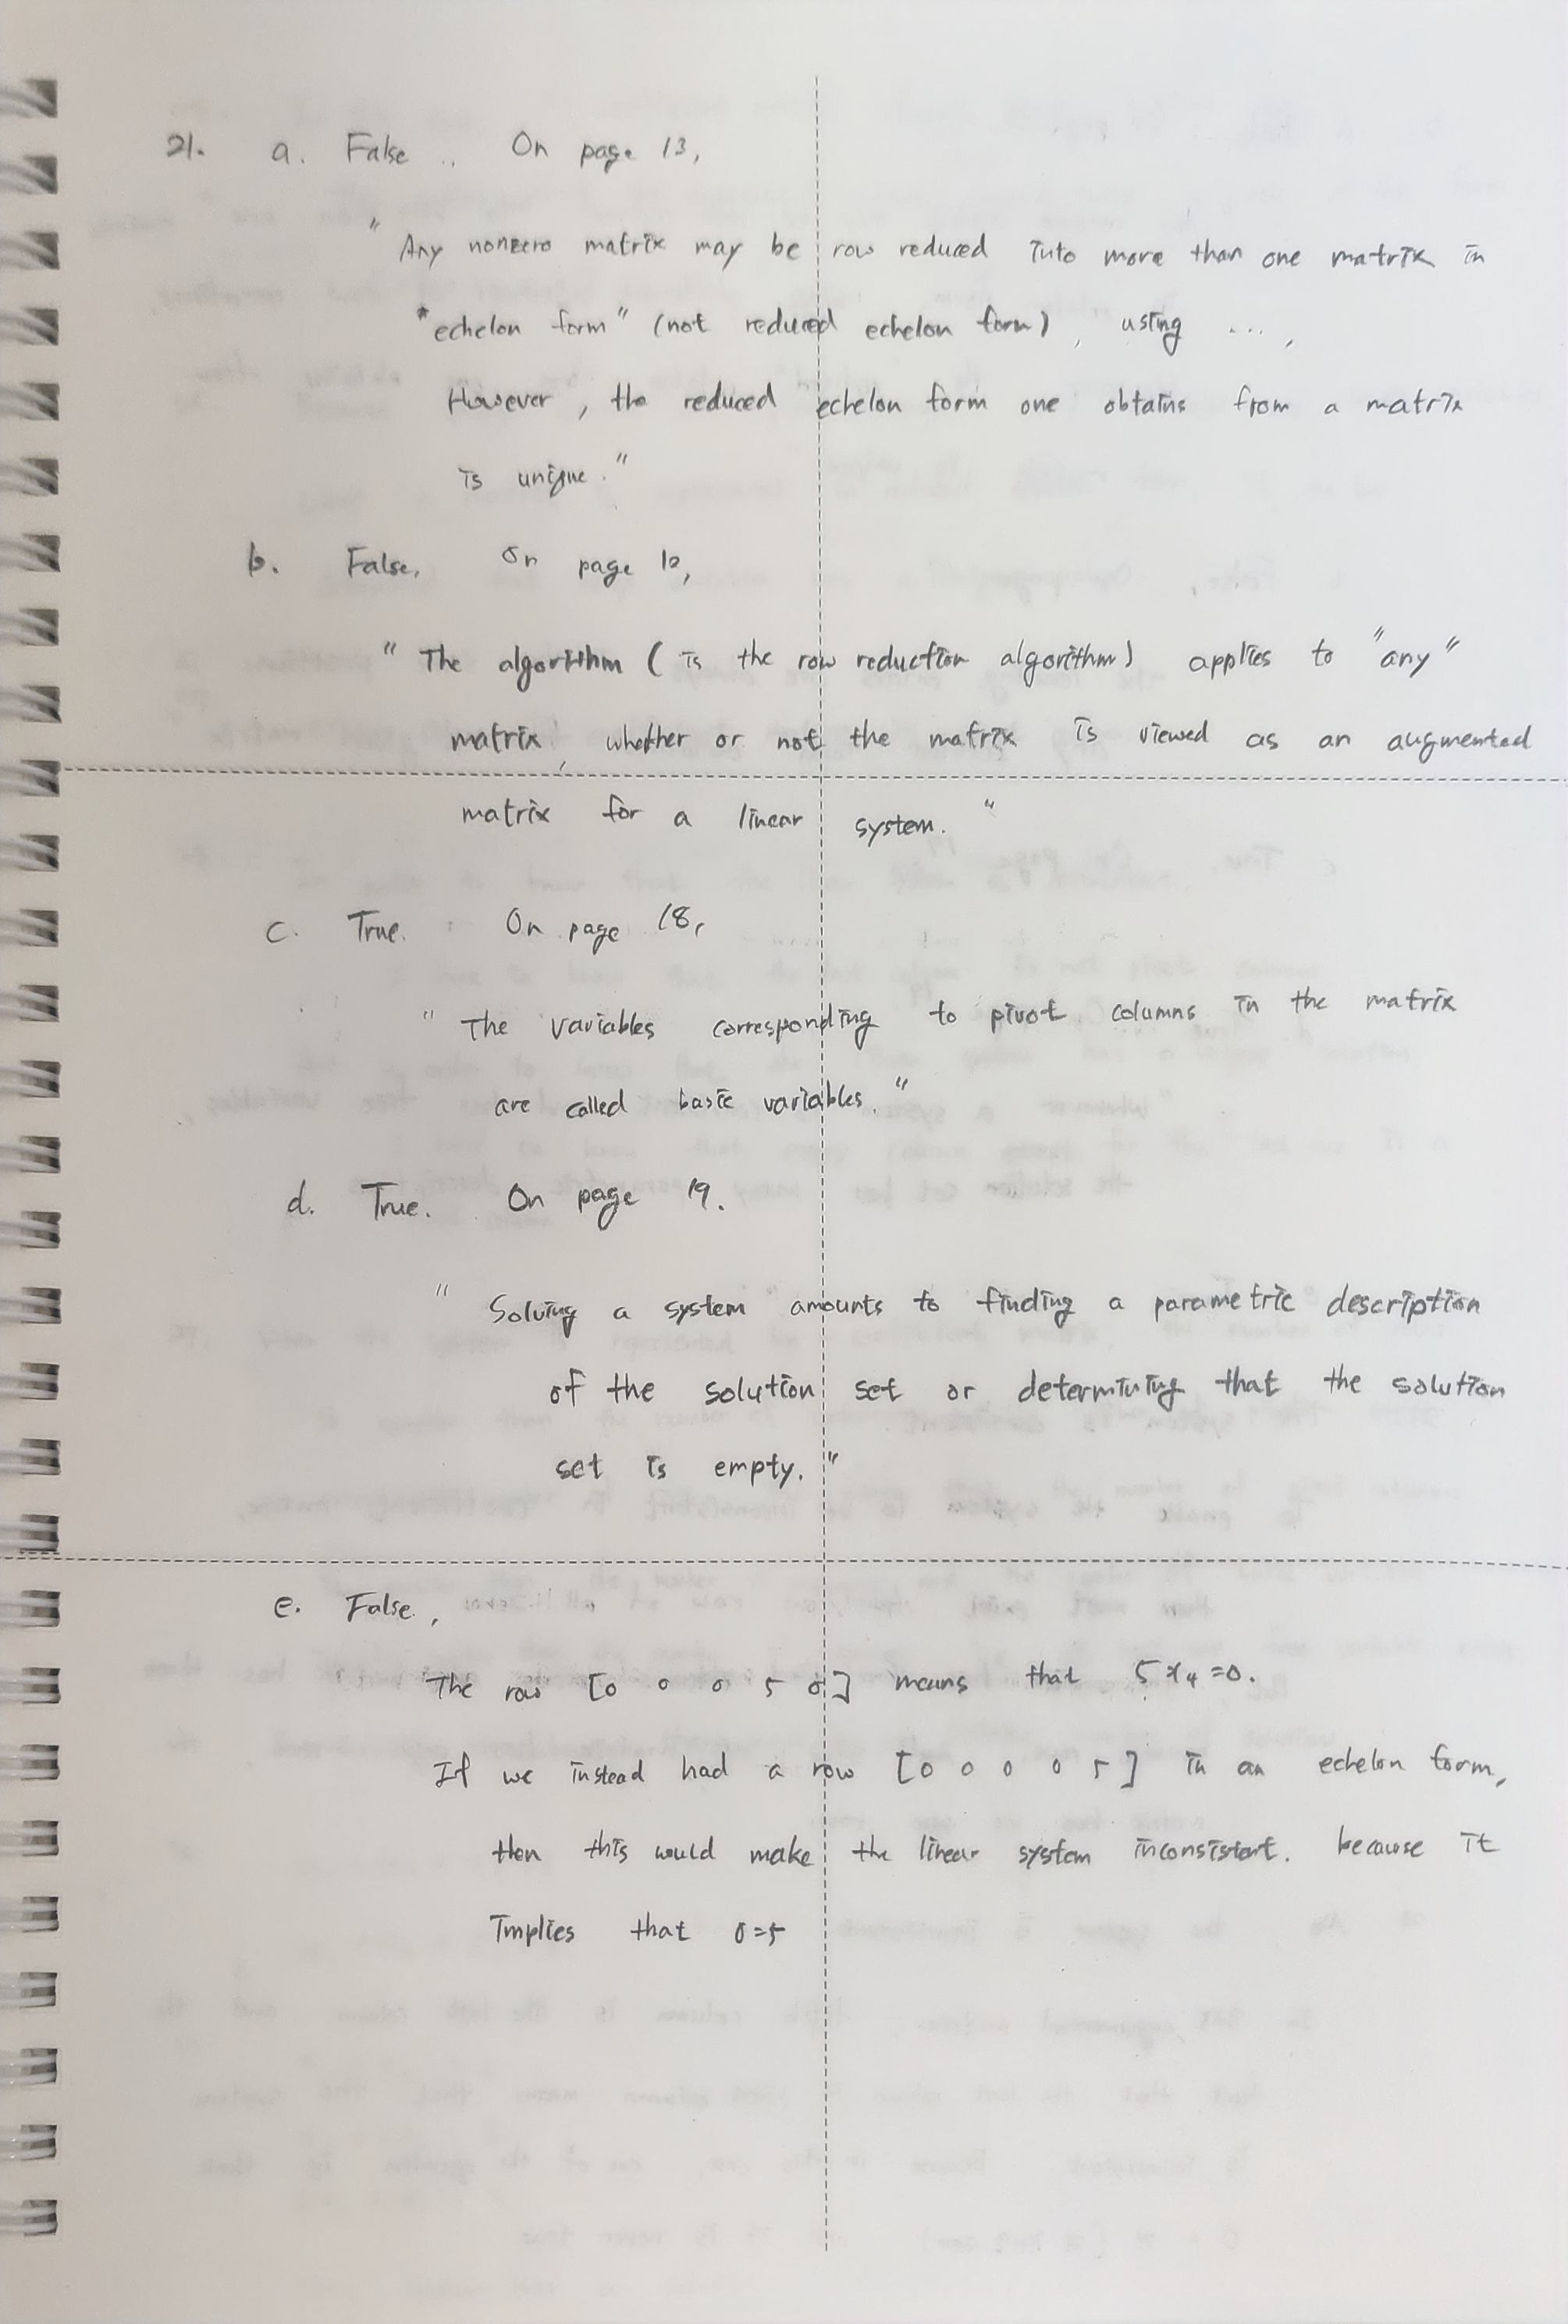 21. a. False. On page 13,
" Any nonzero matrix may be row reduced into more than one matrix in
"echelon form" (not reduced echelon form), using ...,
However, the reduced echelon form one obtains from a matrix
is unique."
b. False. On page 12,
" The algorithm ( is the row reduction algorithm) applies to "any"
matrix, whether or not the matrix is viewed as an augmented
matrix for a linear system. "
c. True. On page 18,
" The variables corresponding to pivot columns in the matrix
are called basic variables."
d. True. On page 19.
" Solving a system amounts to finding a parametric description
of the solution set or determining that the solution
set is empty."
e. False,
The row [0 0 0 5 0] means that 5x₄=0.
If we instead had a row [0 0 0 0 5] in an echelon form,
then this would make the linear system inconsistent. because it
implies that 0=5